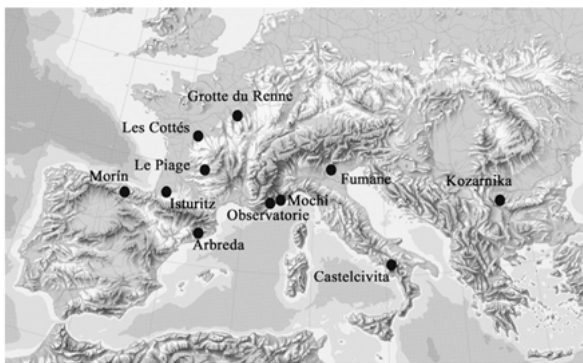 Grotte du Renne
Les Cottés
Le Piage
Morín
Isturitz
Fumane
Kozarnika
Mochi
Observatorie
Arbreda
Castelcivita